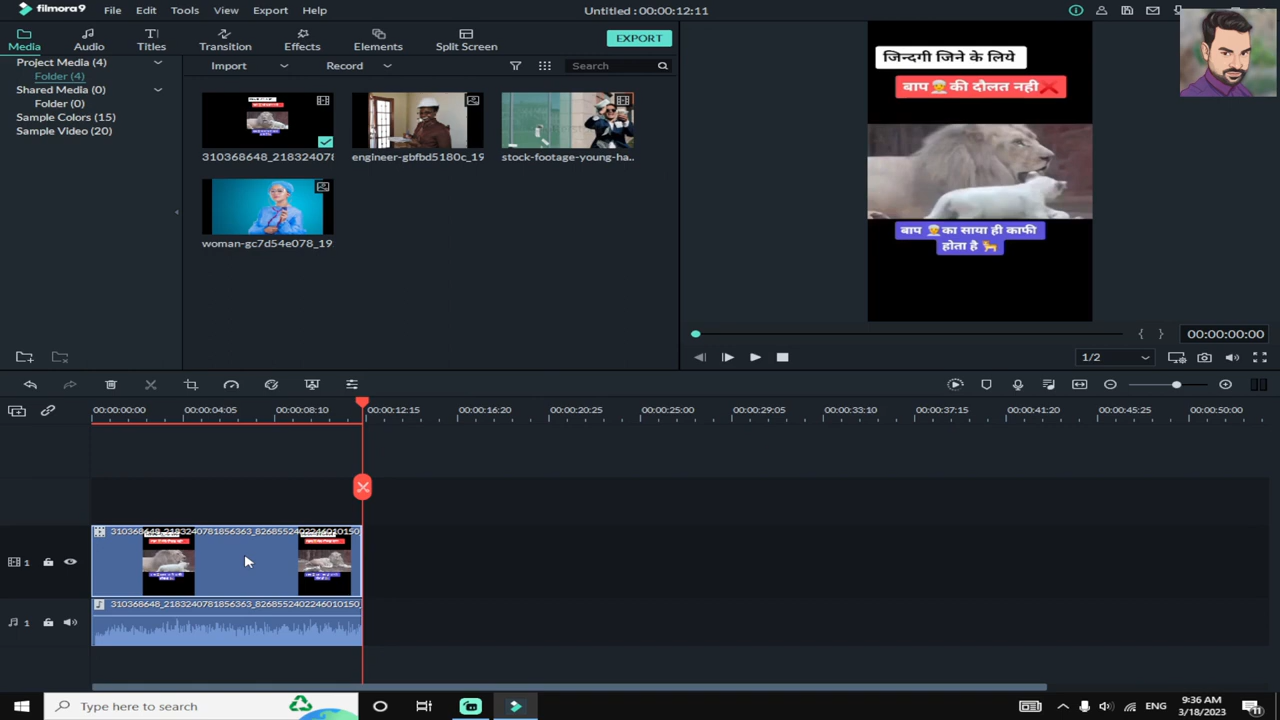 filmora9 File Edit Tools View Export Help Untitled : 00:00:12:11
Media Audio Titles Transition Effects Elements Split Screen EXPORT
Project Media (4)
Folder (4)
Shared Media (0)
Folder (0)
Sample Colors (15)
Sample Video (20)
Import Record Search
310368648_218324078
engineer-gbfbd5180c_19
stock-footage-young-ha..
woman-gc7d54e078_19
जिन्दगी जिने के लिये
बाप👳की दौलत नही❌
बाप 👳का साया ही काफी
होता है 🐆
{ } 00:00:00:00
1/2
00:00:00:00 00:00:04:05 00:00:08:10 00:00:12:15 00:00:16:20 00:00:20:25 00:00:25:00 00:00:29:05 00:00:33:10 00:00:37:15 00:00:41:20 00:00:45:25 00:00:50:00
310368648_2183240781856363_8268552402246010150_
1
310368648_2183240781856363_8268552402246010150_
1
Type here to search
9:36 AM
3/18/2023
11